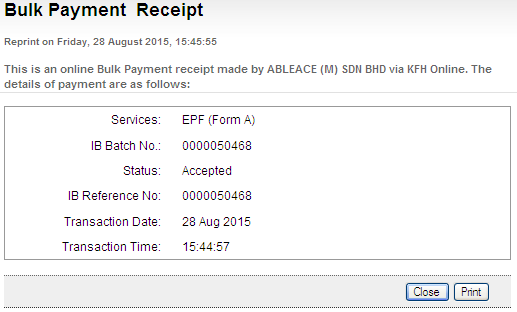 Bulk Payment Receipt
Reprint on Friday, 28 August 2015, 15:45:55
This is an online Bulk Payment receipt made by ABLEACE (M) SDN BHD via KFH Online. The
details of payment are as follows:
Services: EPF (Form A)
IB Batch No.: 0000050468
Status: Accepted
IB Reference No: 0000050468
Transaction Date: 28 Aug 2015
Transaction Time: 15:44:57
Close Print